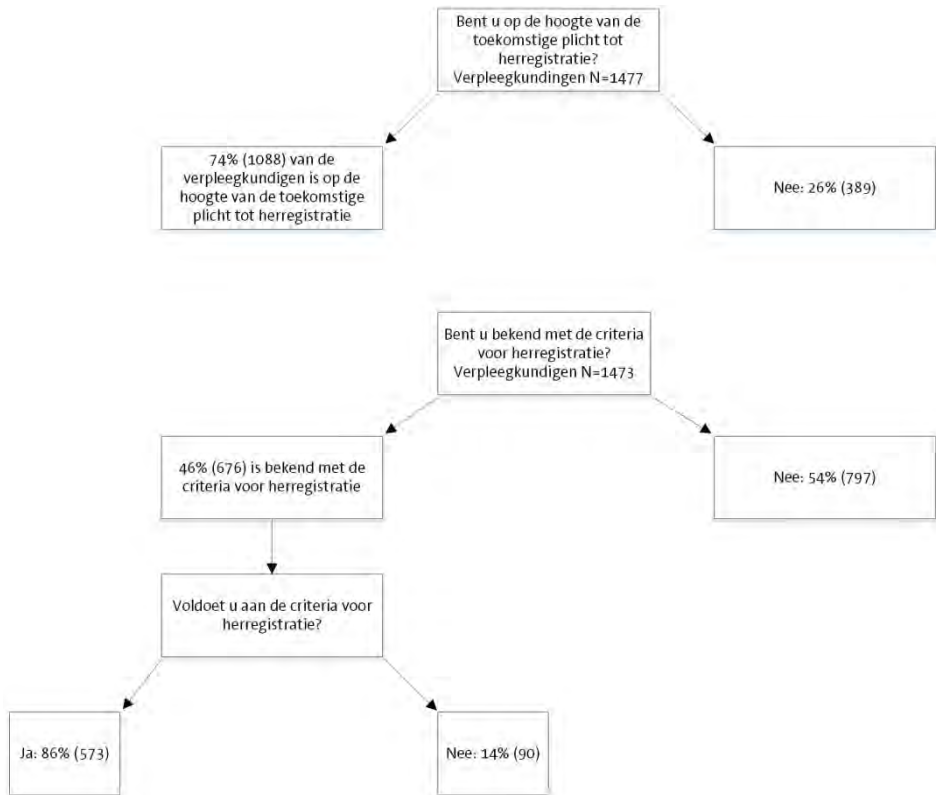 Bent u op de hoogte van de
toekomstige plicht tot
herregistratie?
Verpleegkundingen N=1477
74% (1088) van de
verpleegkundigen is op de
hoogte van de toekomstige
plicht tot herregistratie
Nee: 26% (389)
Bent u bekend met de criteria
voor herregistratie?
Verpleegkundigen N=1473
46% (676) is bekend met de
criteria voor herregistratie
Nee: 54% (797)
Voldoet u aan de criteria voor
herregistratie?
Ja: 86% (573)
Nee: 14% (90)